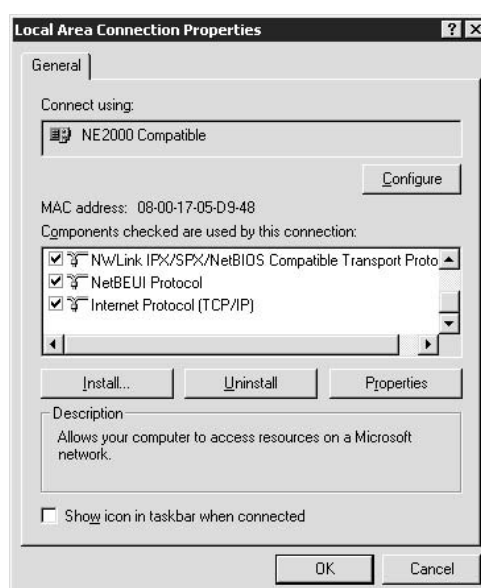 Local Area Connection Properties
General
Connect using:
NE2000 Compatible
Configure
MAC address: 08-00-17-05-D9-48
Components checked are used by this connection:
NWLink IPX/SPX/NetBIOS Compatible Transport Proto
NetBEUI Protocol
Internet Protocol (TCP/IP)
Install... Uninstall Properties
Description
Allows your computer to access resources on a Microsoft
network.
Show icon in taskbar when connected
OK Cancel